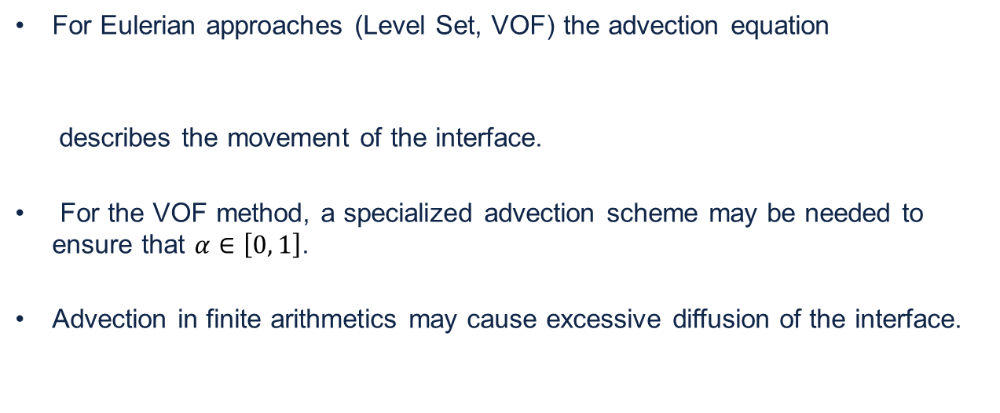 • For Eulerian approaches (Level Set, VOF) the advection equation
describes the movement of the interface.
• For the VOF method, a specialized advection scheme may be needed to
ensure that 𝛼 ∈ [0, 1].
• Advection in finite arithmetics may cause excessive diffusion of the interface.